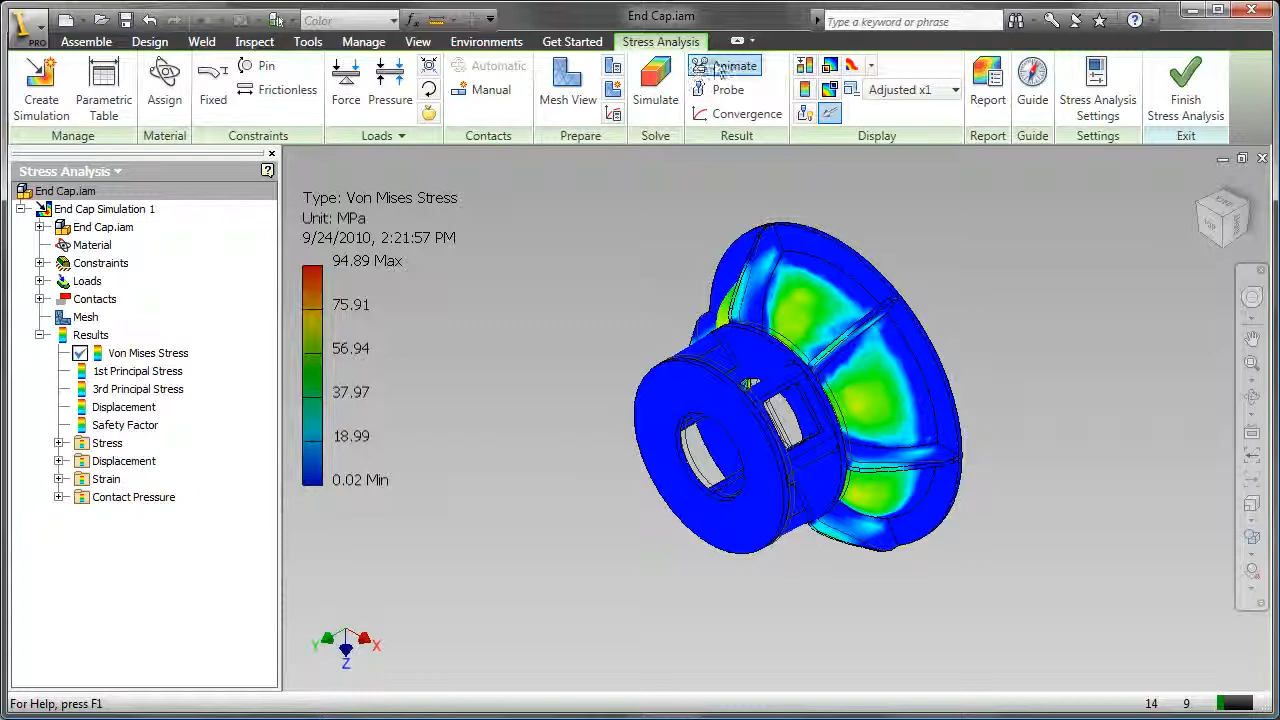 End Cap.iam
PRO
Color
Type a keyword or phrase
Assemble Design Weld Inspect Tools Manage View Environments Get Started Stress Analysis
Create Simulation
Parametric Table
Manage
Assign
Material
Fixed
Pin
Frictionless
Constraints
Force
Pressure
Loads
Automatic
Manual
Contacts
Mesh View
Prepare
Simulate
Solve
Animate
Probe
Convergence
Result
Adjusted x1
Display
Report
Report
Guide
Guide
Stress Analysis Settings
Settings
Finish Stress Analysis
Exit
Stress Analysis
End Cap.iam
End Cap Simulation 1
End Cap.iam
Material
Constraints
Loads
Contacts
Mesh
Results
Von Mises Stress
1st Principal Stress
3rd Principal Stress
Displacement
Safety Factor
Stress
Displacement
Strain
Contact Pressure
Type: Von Mises Stress
Unit: MPa
9/24/2010, 2:21:57 PM
94.89 Max
75.91
56.94
37.97
18.99
0.02 Min
Y X
Z
For Help, press F1
14 9